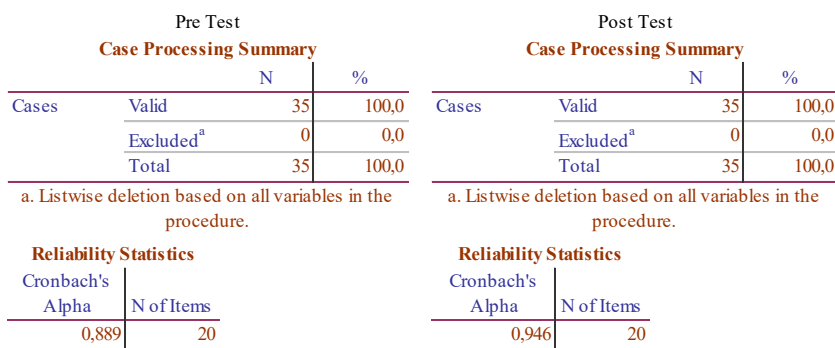 Pre Test
Case Processing Summary
N %
Cases Valid 35 100,0
Excludedᵃ 0 0,0
Total 35 100,0
a. Listwise deletion based on all variables in the
procedure.
Reliability Statistics
Cronbach's
Alpha N of Items
0,889 20
Post Test
Case Processing Summary
N %
Cases Valid 35 100,0
Excludedᵃ 0 0,0
Total 35 100,0
a. Listwise deletion based on all variables in the
procedure.
Reliability Statistics
Cronbach's
Alpha N of Items
0,946 20